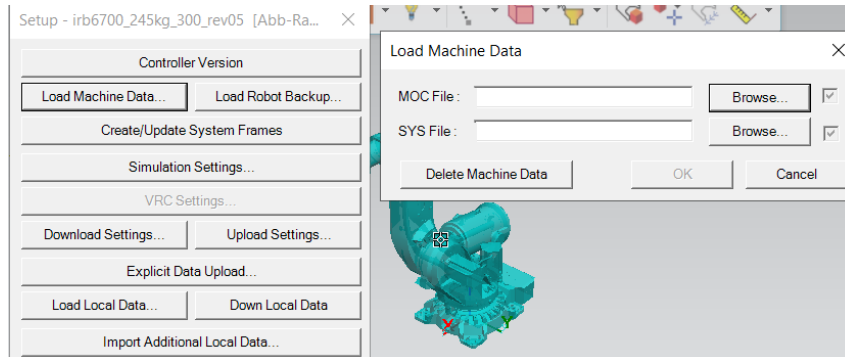 Setup - irb6700_245kg_300_rev05 [Abb-Ra...
Controller Version
Load Machine Data... Load Robot Backup...
Create/Update System Frames
Simulation Settings...
VRC Settings...
Download Settings... Upload Settings...
Explicit Data Upload...
Load Local Data... Down Local Data
Import Additional Local Data...
Load Machine Data
MOC File : Browse...
SYS File : Browse...
Delete Machine Data OK Cancel
X Y